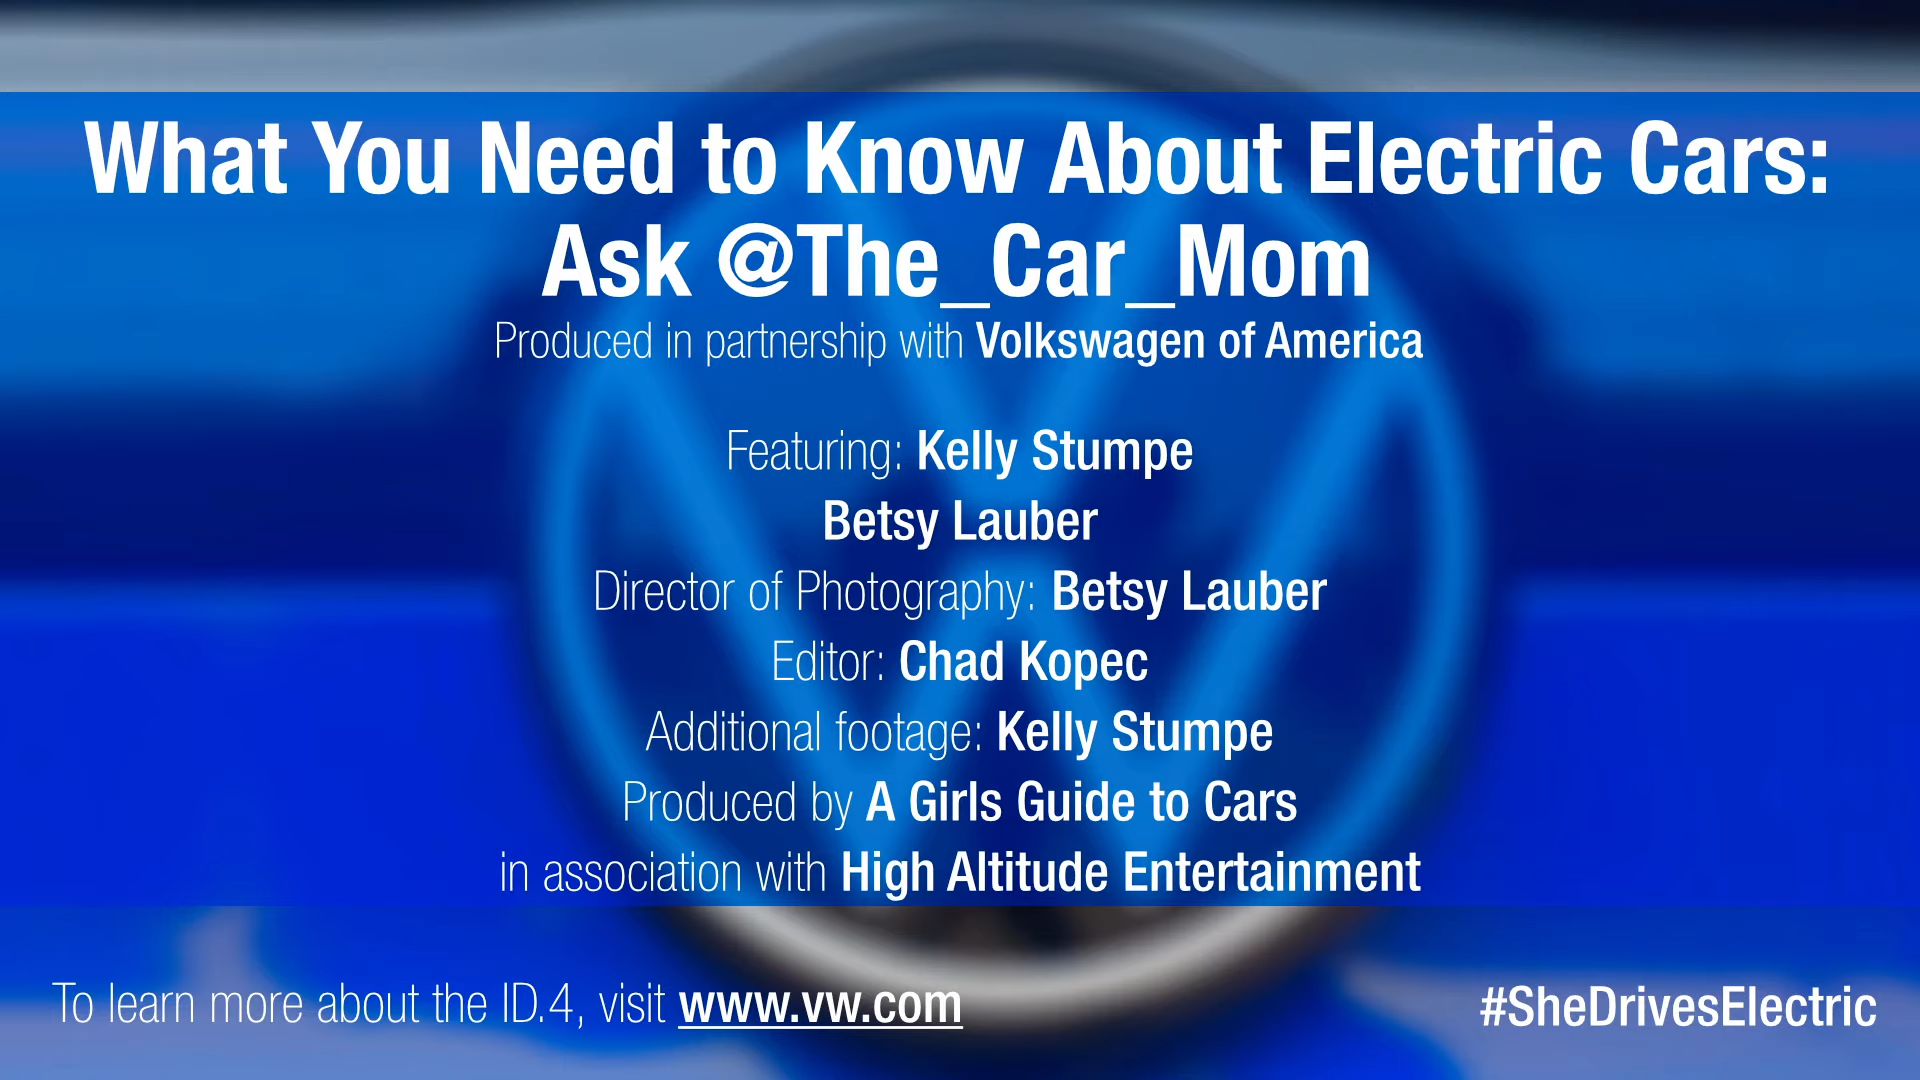 What You Need to Know About Electric Cars:
Ask @The_Car_Mom
Produced in partnership with Volkswagen of America
Featuring: Kelly Stumpe
Betsy Lauber
Director of Photography: Betsy Lauber
Editor: Chad Kopec
Additional footage: Kelly Stumpe
Produced by A Girls Guide to Cars
in association with High Altitude Entertainment
To learn more about the ID.4, visit www.vw.com
#SheDrivesElectric